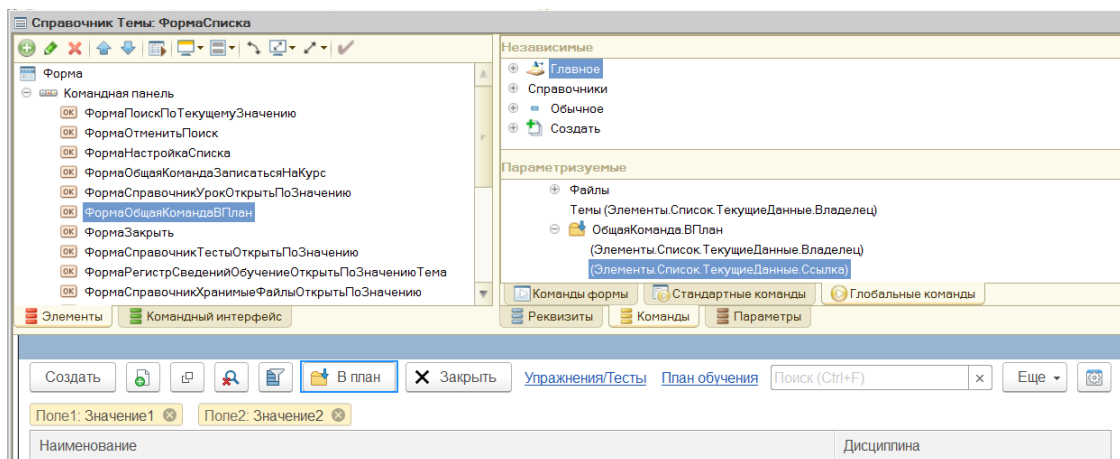 Справочник Темы: ФормаСписка
Форма
Командная панель
ФормаПоискПоТекущемуЗначению
ФормаОтменитьПоиск
ФормаНастройкаСписка
ФормаОбщаяКомандаЗаписатьсяНаКурс
ФормаСправочникУрокОткрытьПоЗначению
ФормаОбщаяКомандаВПлан
ФормаЗакрыть
ФормаСправочникТестыОткрытьПоЗначению
ФормаРегистрСведенийОбучениеОткрытьПоЗначениюТема
ФормаСправочникХранимыеФайлыОткрытьПоЗначению
Элементы Командный интерфейс
Независимые
Главное
Справочники
Обычное
Создать
Параметризуемые
Файлы
Темы (Элементы.Список.ТекущиеДанные.Владелец)
ОбщаяКоманда.ВПлан
(Элементы.Список.ТекущиеДанные.Владелец)
(Элементы.Список.ТекущиеДанные.Ссылка)
Команды формы Стандартные команды Глобальные команды
Реквизиты Команды Параметры
Создать В план Закрыть Упражнения/Тесты План обучения Поиск (Ctrl+F) × Еще
Поле1: Значение1 Поле2: Значение2
Наименование Дисциплина